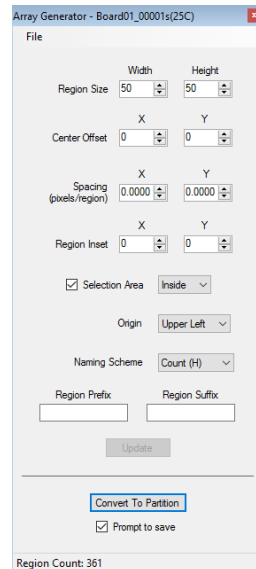 Array Generator - Board01_00001s(25C)
File
Width Height
Region Size 50 50
X Y
Center Offset 0 0
X Y
Spacing
(pixels/region) 0.0000 0.0000
X Y
Region Inset 0 0
Selection Area Inside
Origin Upper Left
Naming Scheme Count (H)
Region Prefix Region Suffix
Update
Convert To Partition
Prompt to save
Region Count: 361